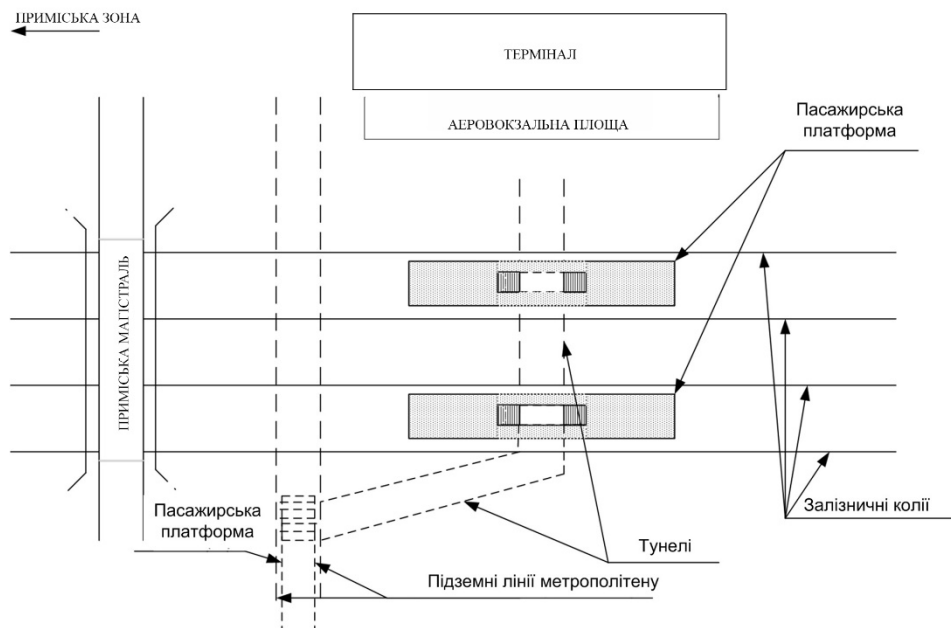 ПРИМІСЬКА ЗОНА
ТЕРМІНАЛ
АЕРОВОКЗАЛЬНА ПЛОЩА
Пасажирська
платформа
ПРИМІСЬКА МАГІСТРАЛЬ
Пасажирська
платформа
Залізничні колії
Тунелі
Підземні лінії метрополітену